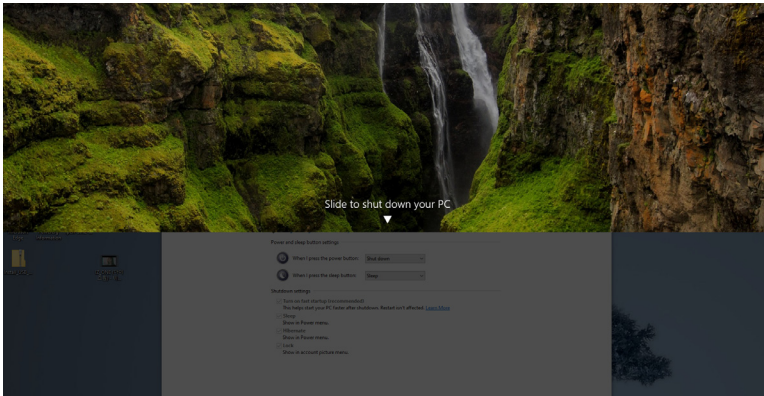 Slide to shut down your PC
Power and sleep button settings
When I press the power button: Shut down
When I press the sleep button: Sleep
Shutdown settings
Turn on fast startup (recommended)
This helps start your PC faster after shutdown. Restart isn't affected. Learn More
Sleep
Show in Power menu.
Hibernate
Show in Power menu.
Lock
Show in account picture menu.